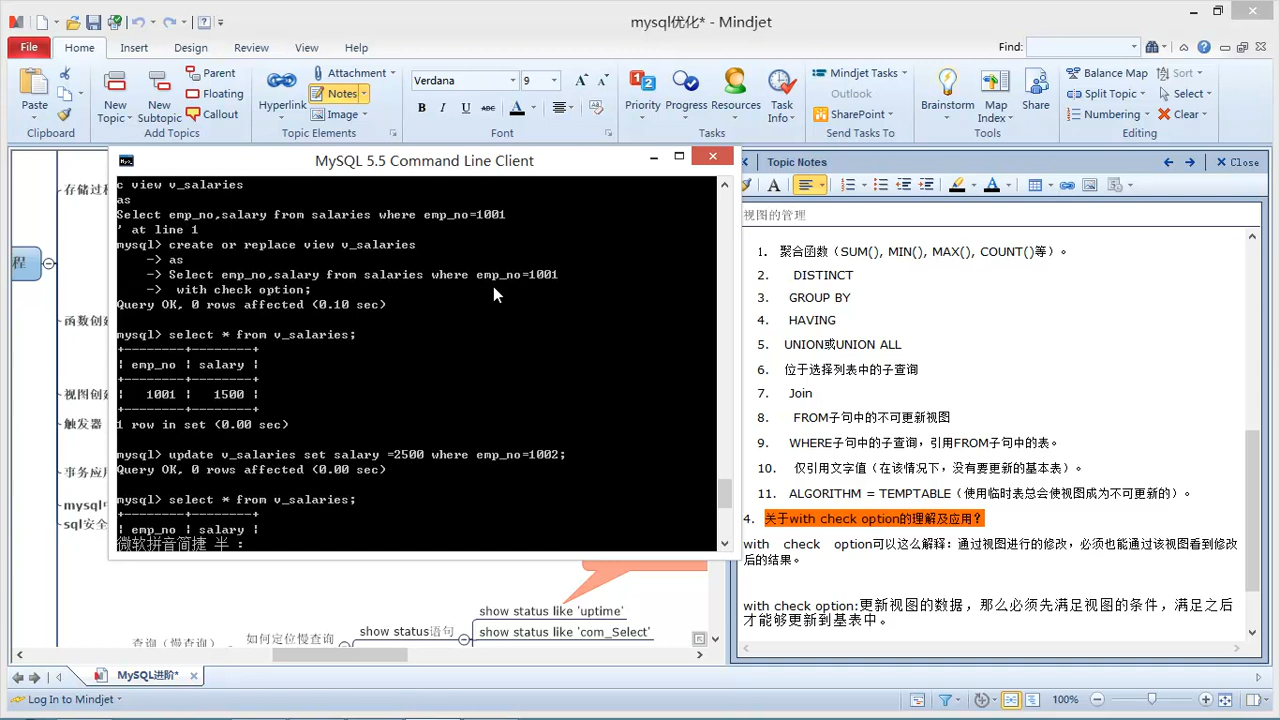 mysql优化* - Mindjet
File Home Insert Design Review View Help Find:
Paste
New Topic
New Subtopic
Parent
Floating
Callout
Hyperlink
Attachment
Notes
Image
Verdana 9
B I U ABC A
Priority Progress Resources Task Info
Mindjet Tasks
Outlook
SharePoint
Brainstorm Map Index Share
Balance Map Sort
Split Topic Select
Numbering Clear
Clipboard Add Topics Topic Elements Font Tasks Send Tasks To Tools Editing
MySQL 5.5 Command Line Client
c view v_salaries
as
Select emp_no,salary from salaries where emp_no=1001
' at line 1
mysql> create or replace view v_salaries
-> as
-> Select emp_no,salary from salaries where emp_no=1001
-> with check option;
Query OK, 0 rows affected (0.10 sec)
mysql> select * from v_salaries;
+--------+--------+
| emp_no | salary |
+--------+--------+
| 1001 | 1500 |
+--------+--------+
1 row in set (0.00 sec)
mysql> update v_salaries set salary =2500 where emp_no=1002;
Query OK, 0 rows affected (0.00 sec)
mysql> select * from v_salaries;
+--------+--------+
| emp_no | salary |
微软拼音简捷 半 :
程
存储过程
函数创建
视图创建
触发器
事务应用
mysql
sql安全
查询（慢查询）
如何定位慢查询
show status语句
show status like 'uptime'
show status like 'com_Select'
Topic Notes Close
视图的管理
1. 聚合函数（SUM(), MIN(), MAX(), COUNT()等）。
2. DISTINCT
3. GROUP BY
4. HAVING
5. UNION或UNION ALL
6. 位于选择列表中的子查询
7. Join
8. FROM子句中的不可更新视图
9. WHERE子句中的子查询，引用FROM子句中的表。
10. 仅引用文字值（在该情况下，没有要更新的基本表）。
11. ALGORITHM = TEMPTABLE（使用临时表总会使视图成为不可更新的）。
4. 关于with check option的理解及应用？
with check option可以这么解释：通过视图进行的修改，必须也能通过该视图看到修改
后的结果。
with check option:更新视图的数据，那么必须先满足视图的条件，满足之后
才能够更新到基表中。
MySQL进阶*
Log In to Mindjet
100%